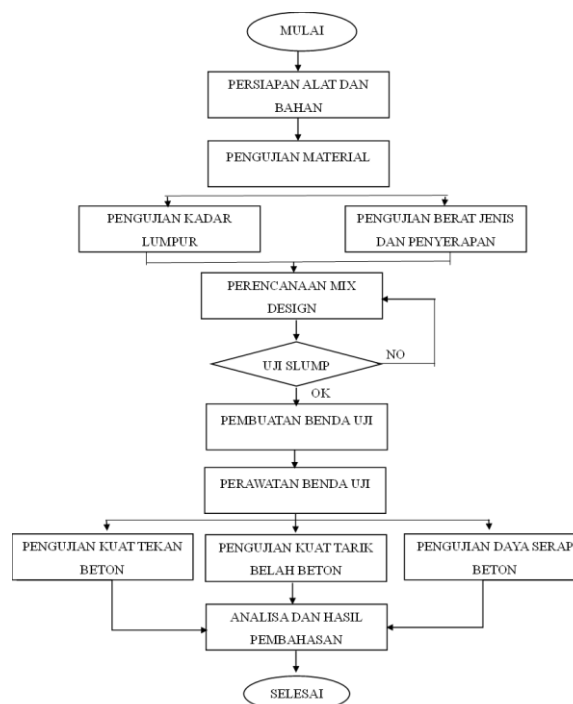 MULAI
PERSIAPAN ALAT DAN
BAHAN
PENGUJIAN MATERIAL
PENGUJIAN KADAR
LUMPUR
PENGUJIAN BERAT JENIS
DAN PENYERAPAN
PERENCANAAN MIX
DESIGN
UJI SLUMP
NO
OK
PEMBUATAN BENDA UJI
PERAWATAN BENDA UJI
PENGUJIAN KUAT TEKAN
BETON
PENGUJIAN KUAT TARIK
BELAH BETON
PENGUJIAN DAYA SERAP
BETON
ANALISA DAN HASIL
PEMBAHASAN
SELESAI